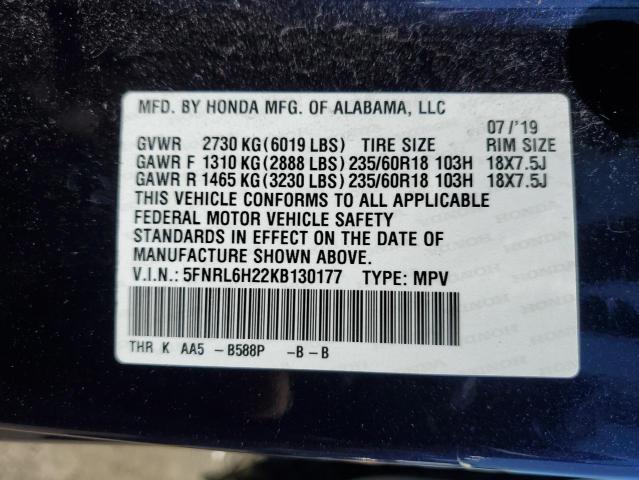 MFD. BY HONDA MFG. OF ALABAMA, LLC
07 /'19
GVWR 2730 KG(6019 LBS) TIRE SIZE RIM SIZE
GAWR F 1310 KG(2888 LBS)235/60R18 103H 18X7.5J
GAWR R 1465 KG(3230 LBS)235/60R18 103H 18X7.5J
THIS VEHICLE CONFORMS TO ALL APPLICABLE
FEDERAL MOTOR VEHICLE SAFETY
STANDARDS IN EFFECT ON THE DATE OF
MANUFACTURE SHOWN ABOVE.
V.I.N.: 5FNRL6H22KB130177 TYPE: MPV
THR K AA5 - B588P -B-B